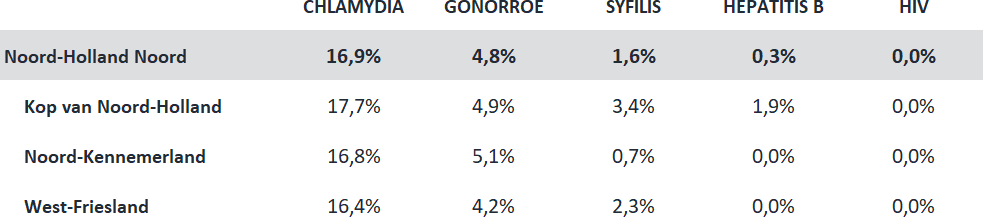 CHLAMYDIA GONORROE SYFILIS HEPATITIS B HIV
Noord-Holland Noord 16,9% 4,8% 1,6% 0,3% 0,0%
Kop van Noord-Holland 17,7% 4,9% 3,4% 1,9% 0,0%
Noord-Kennemerland 16,8% 5,1% 0,7% 0,0% 0,0%
West-Friesland 16,4% 4,2% 2,3% 0,0% 0,0%